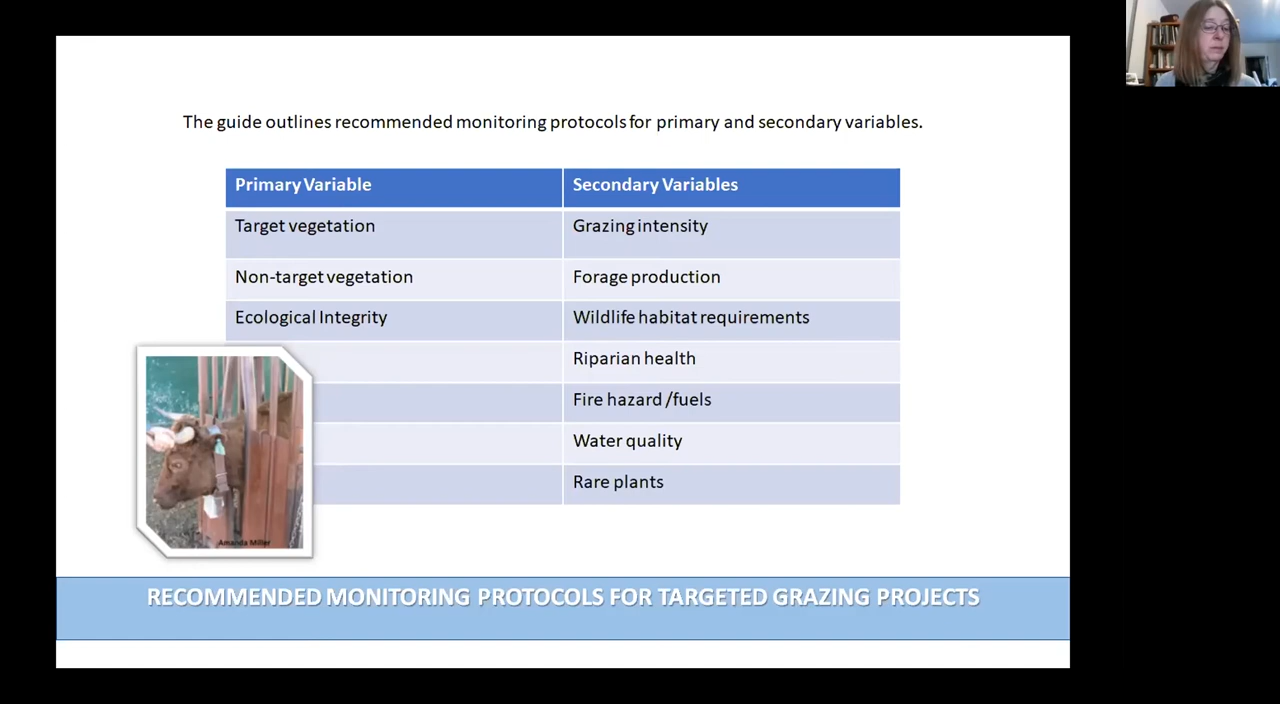 The guide outlines recommended monitoring protocols for primary and secondary variables.
Primary Variable
Secondary Variables
Target vegetation
Grazing intensity
Non-target vegetation
Forage production
Ecological Integrity
Wildlife habitat requirements
Riparian health
Fire hazard /fuels
Water quality
Rare plants
Amanda Miller
RECOMMENDED MONITORING PROTOCOLS FOR TARGETED GRAZING PROJECTS